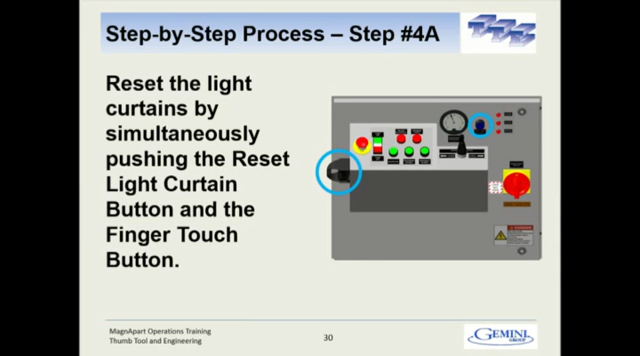 Step-by-Step Process – Step #4A
Reset the light
curtains by
simultaneously
pushing the Reset
Light Curtain
Button and the
Finger Touch
Button.
MagnApart Operations Training
Thumb Tool and Engineering
30
GEMINI
GROUP